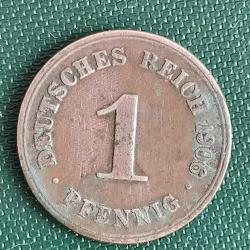 DEUTSCHES REICH 1906
1
PFENNIG